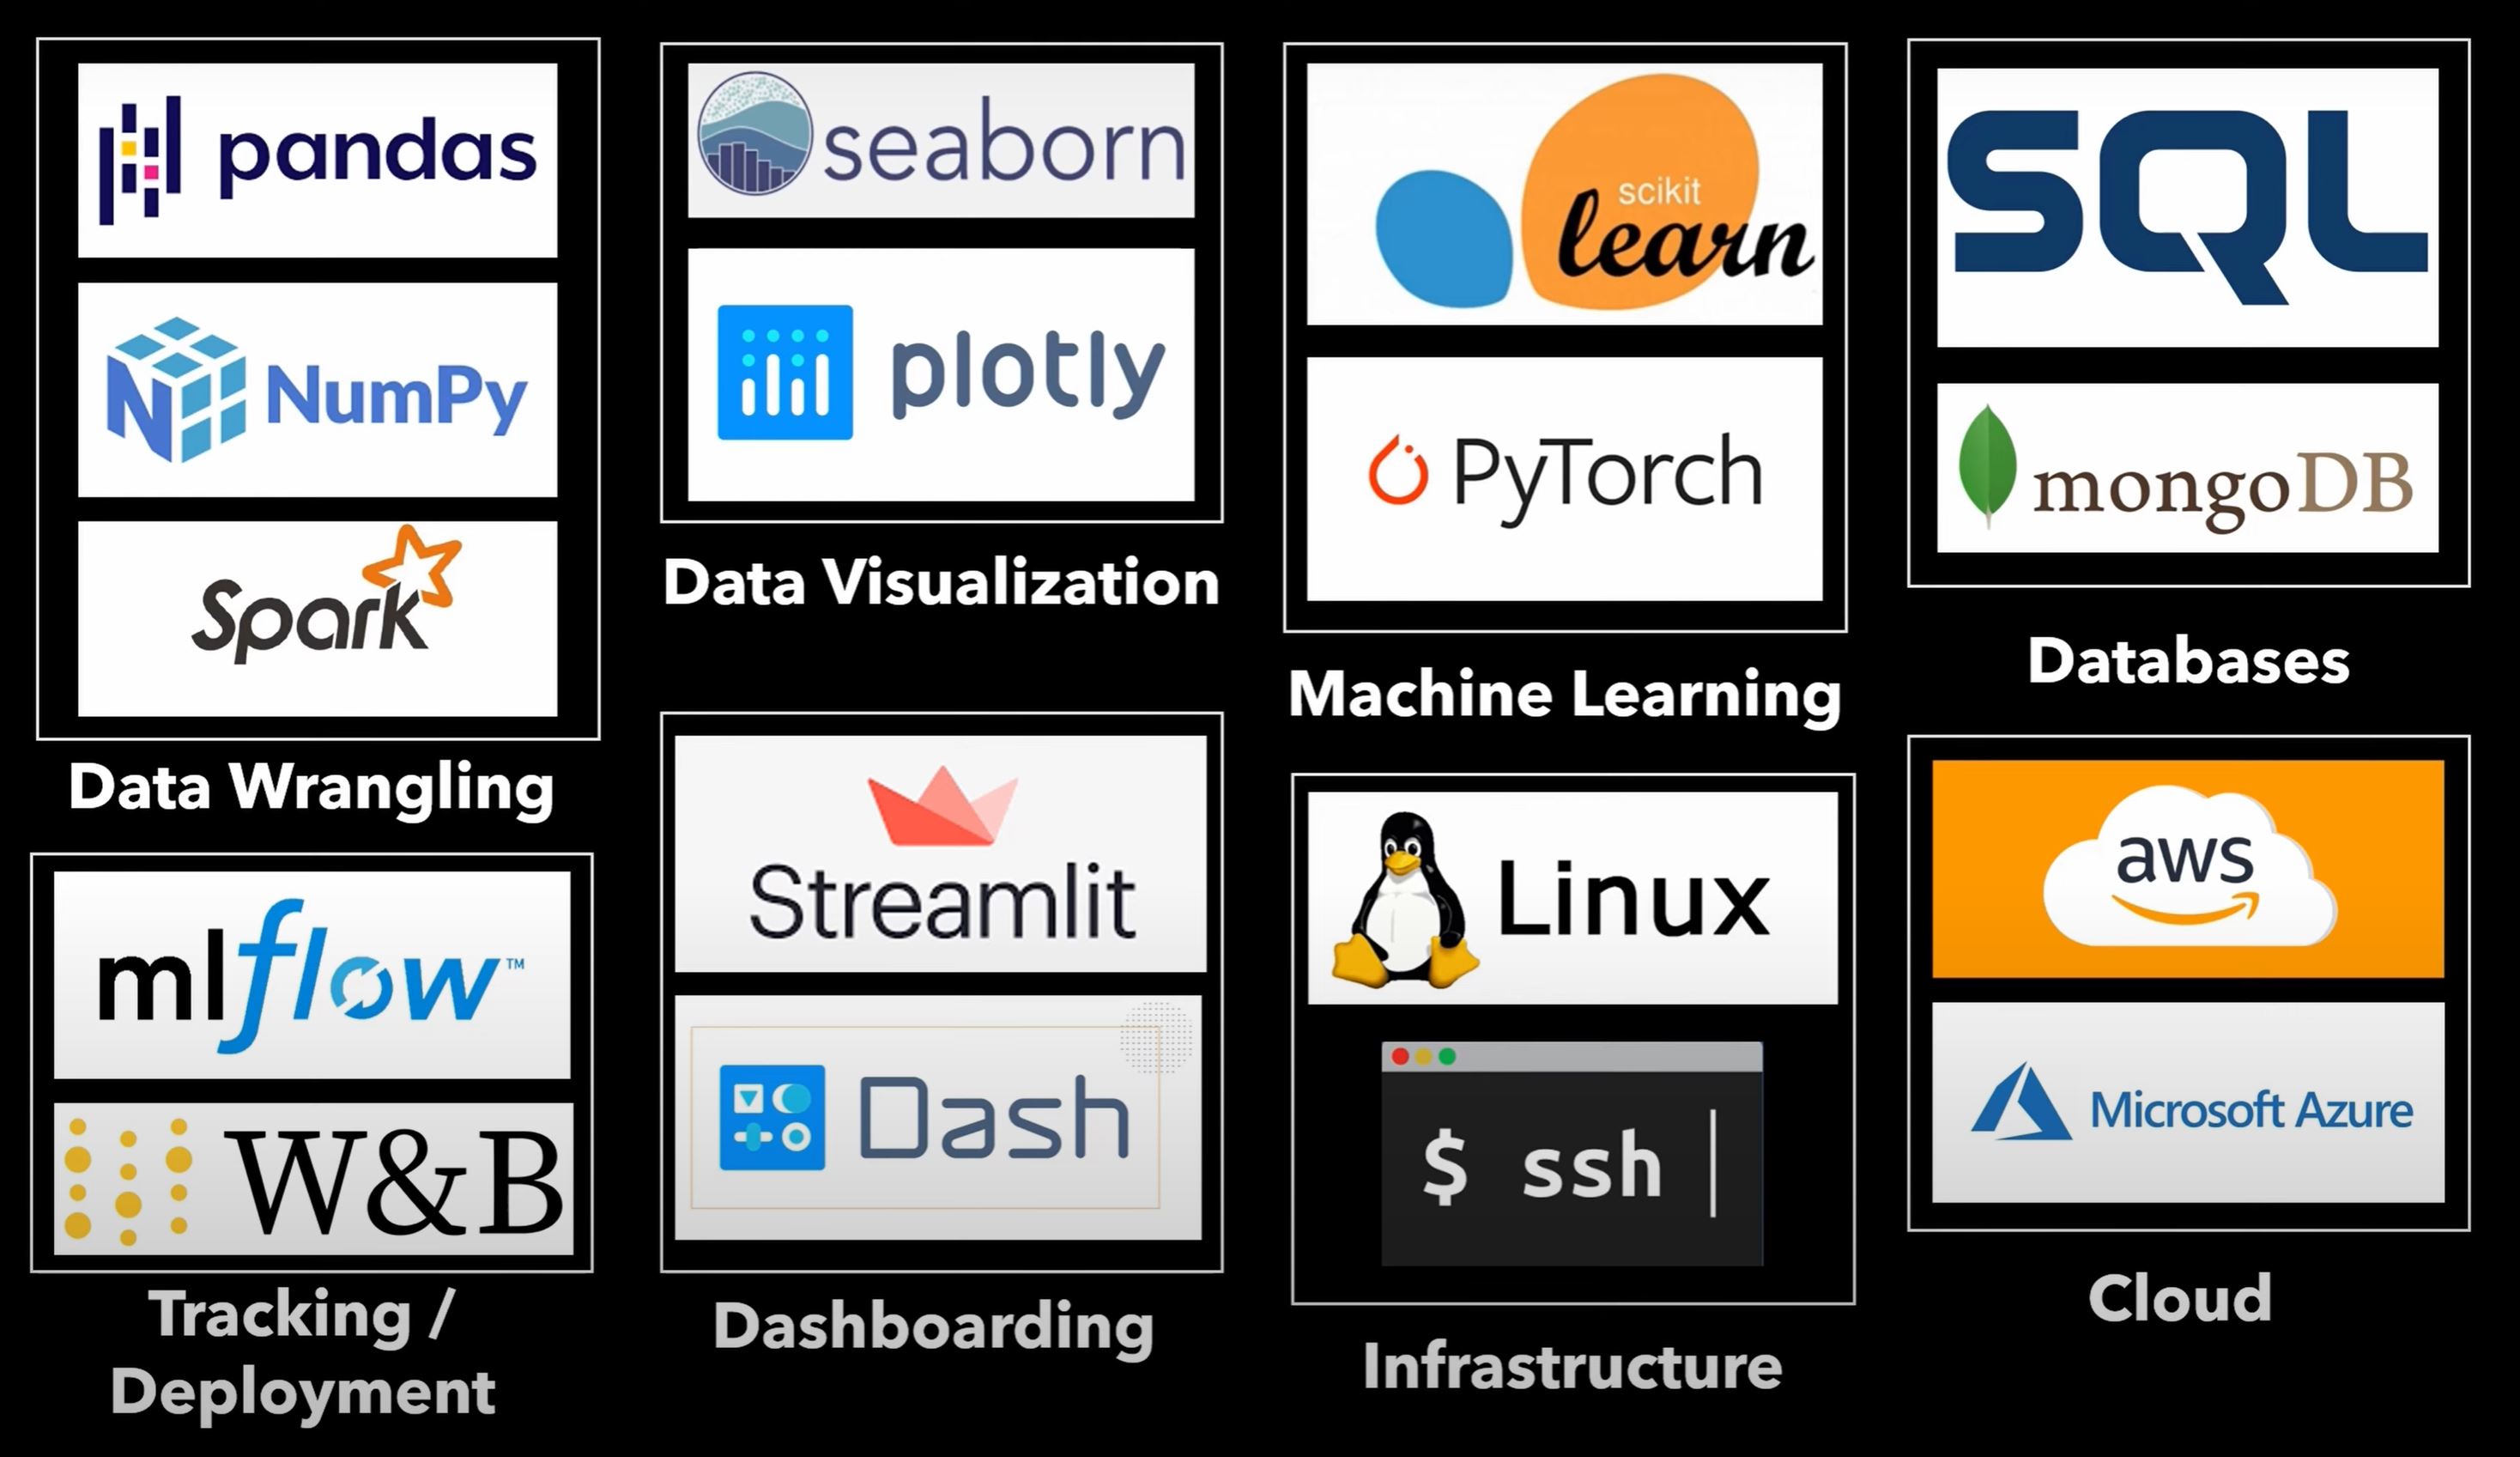 pandas
NumPy
Spark
Data Wrangling
seaborn
plotly
Data Visualization
scikit
learn
PyTorch
Machine Learning
SQL
mongoDB
Databases
mlflow™
W&B
Tracking /
Deployment
Streamlit
Dash
Dashboarding
Linux
$ ssh
Infrastructure
aws
Microsoft Azure
Cloud